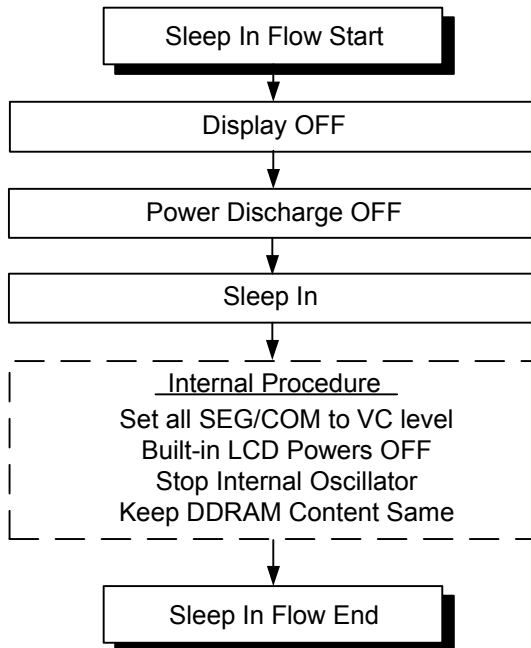 Sleep In Flow Start
Display OFF
Power Discharge OFF
Sleep In
Internal Procedure
Set all SEG/COM to VC level
Built-in LCD Powers OFF
Stop Internal Oscillator
Keep DDRAM Content Same
Sleep In Flow End